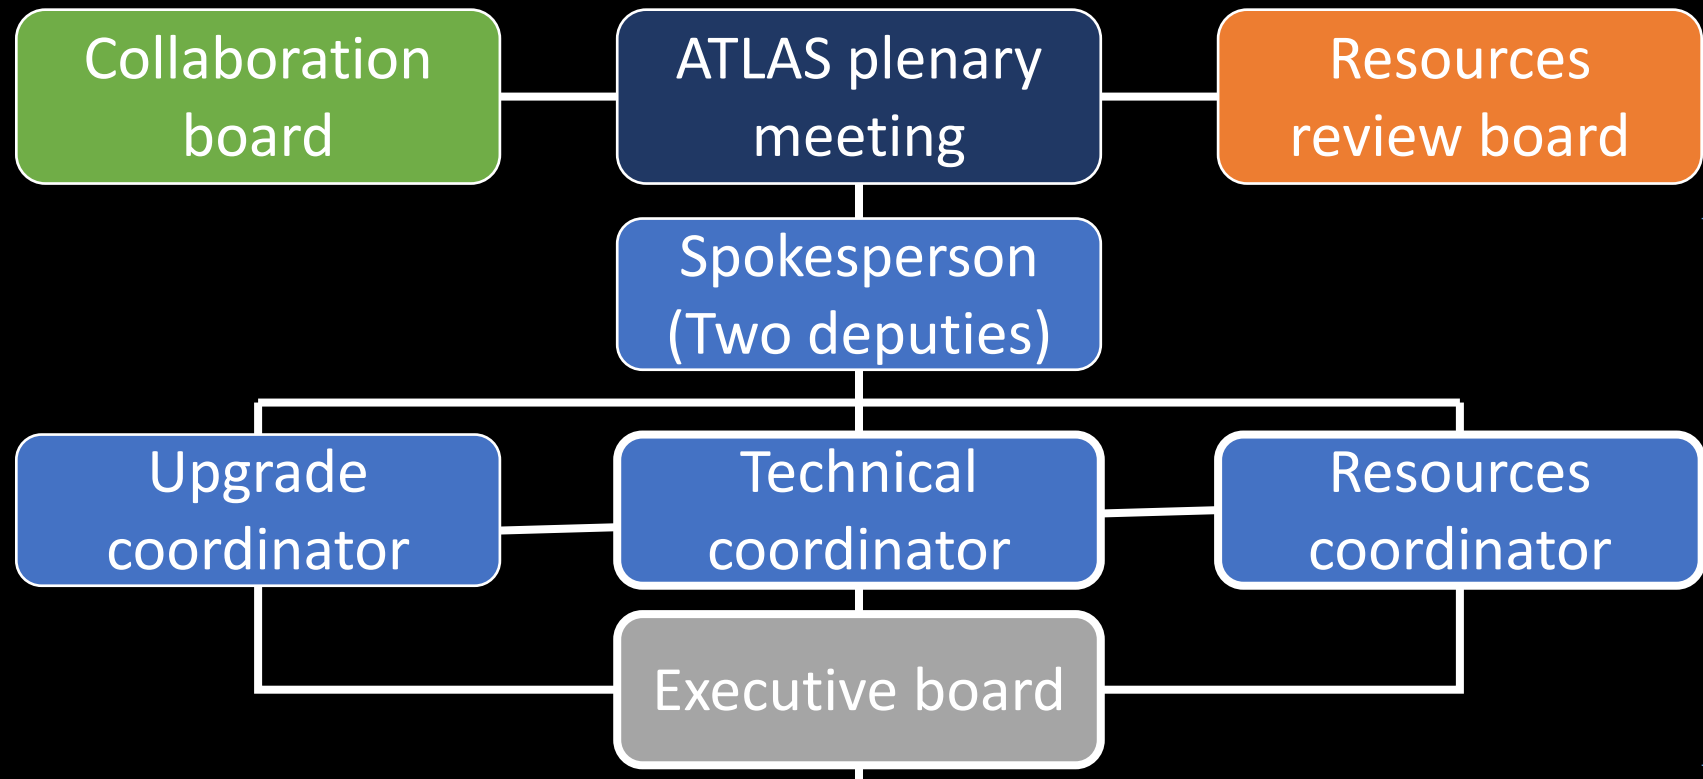 Collaboration
board
ATLAS plenary
meeting
Resources
review board
Spokesperson
(Two deputies)
Upgrade
coordinator
Technical
coordinator
Resources
coordinator
Executive board